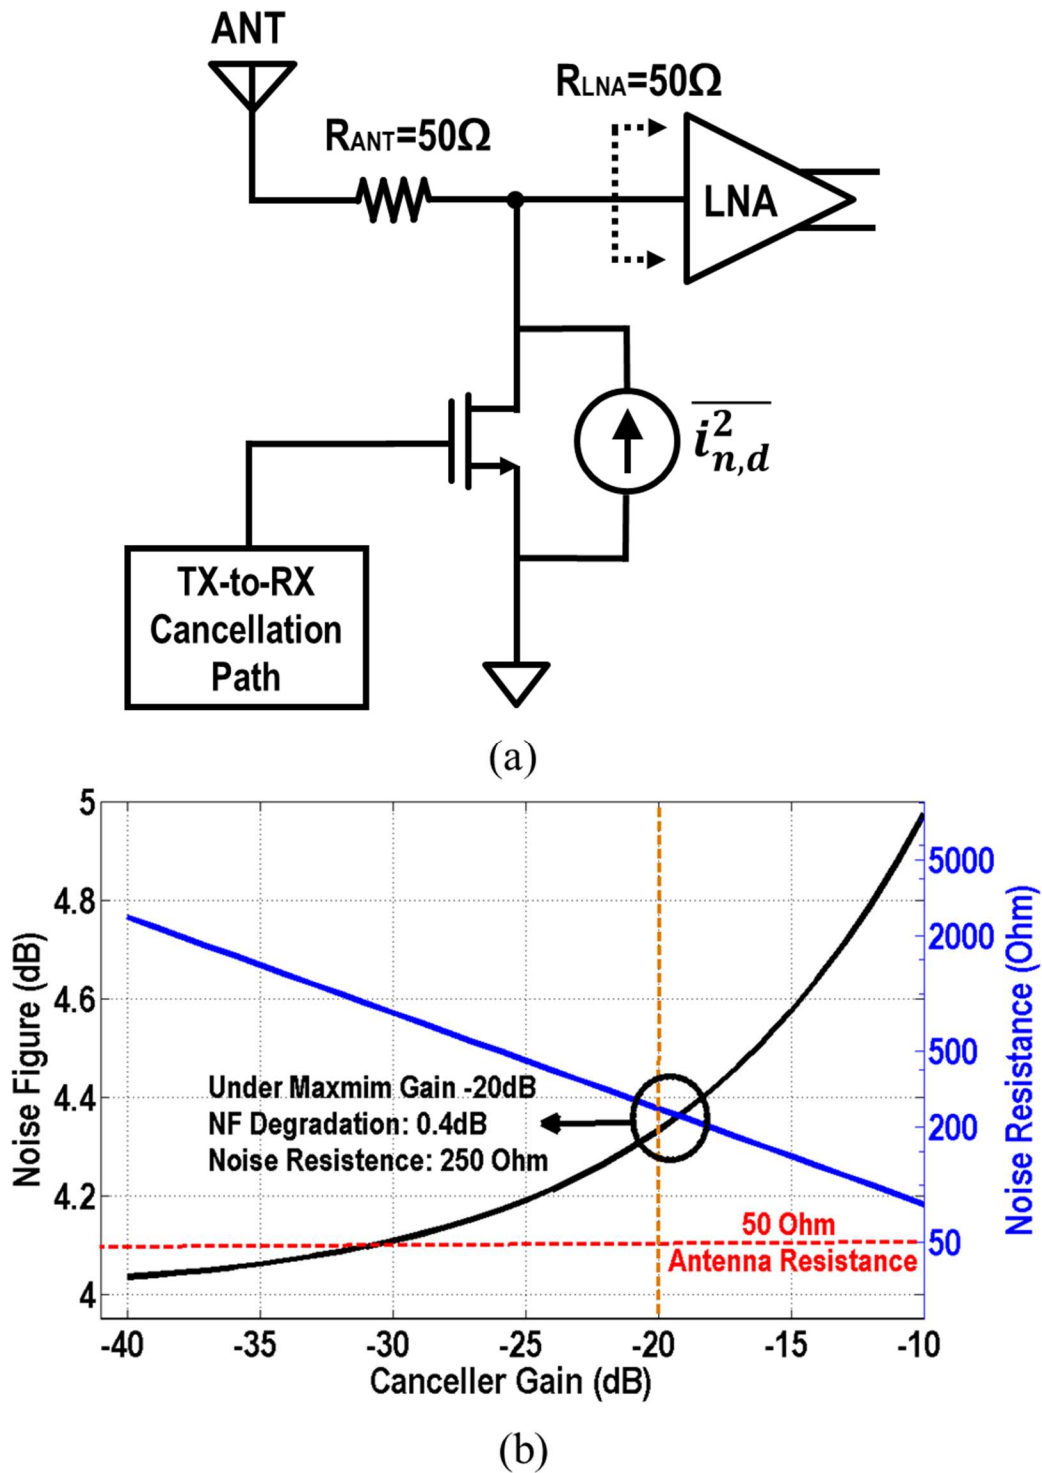 ANT
RANT=50Ω
RLNA=50Ω
LNA
i²n,d
TX-to-RX
Cancellation
Path
(a)
5
4.8
4.6
4.4
4.2
4
Noise Figure (dB)
Under Maxmim Gain -20dB
NF Degradation: 0.4dB
Noise Resistence: 250 Ohm
50 Ohm
Antenna Resistance
5000
2000
500
200
50
Noise Resistance (Ohm)
-40 -35 -30 -25 -20 -15 -10
Canceller Gain (dB)
(b)